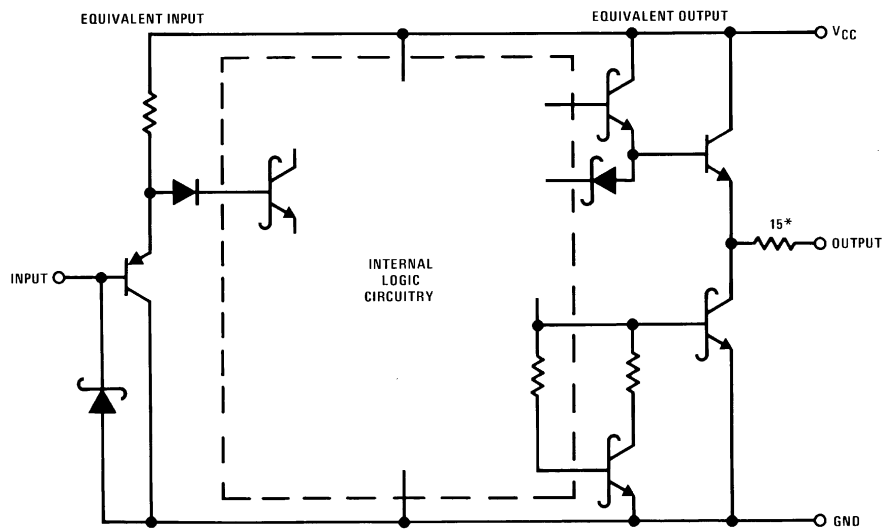 EQUIVALENT INPUT
EQUIVALENT OUTPUT
VCC
15*
OUTPUT
INPUT
INTERNAL
LOGIC
CIRCUITRY
GND